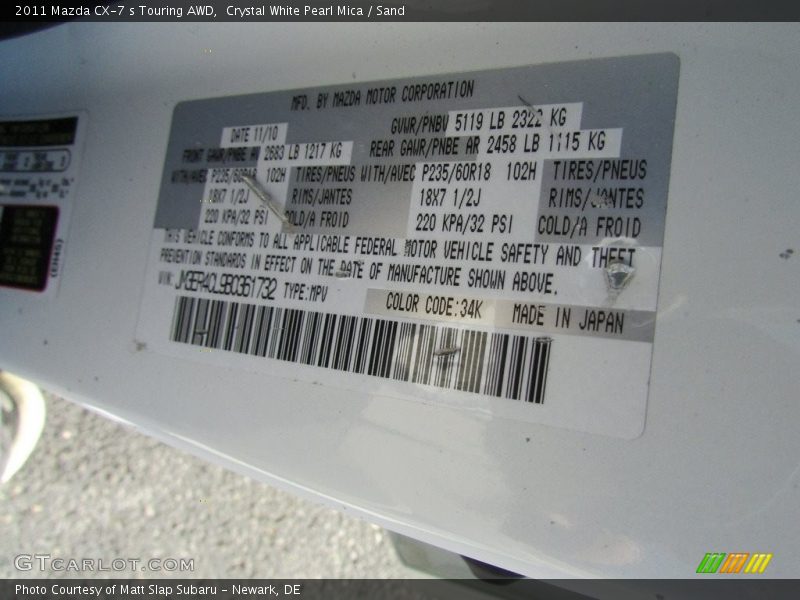 2011 Mazda CX-7 s Touring AWD, Crystal White Pearl Mica / Sand
MFD. BY MAZDA MOTOR CORPORATION
DATE 11/10
GVWR/PNBV 5119 LB 2322 KG
FRONT GAWR/PNBE AV 2683 LB 1217 KG
REAR GAWR/PNBE AR 2458 LB 1115 KG
WITH/AVEC P235/60R18 102H TIRES/PNEUS WITH/AVEC P235/60R18 102H TIRES/PNEUS
18X7 1/2J RIMS/JANTES 18X7 1/2J RIMS/JANTES
220 KPA/32 PSI COLD/A FROID 220 KPA/32 PSI COLD/A FROID
THIS VEHICLE CONFORMS TO ALL APPLICABLE FEDERAL MOTOR VEHICLE SAFETY AND THEFT
PREVENTION STANDARDS IN EFFECT ON THE DATE OF MANUFACTURE SHOWN ABOVE.
VIN: TYPE:MPV
COLOR CODE:34K MADE IN JAPAN
GTCARLOT.COM
Photo Courtesy of Matt Slap Subaru - Newark, DE